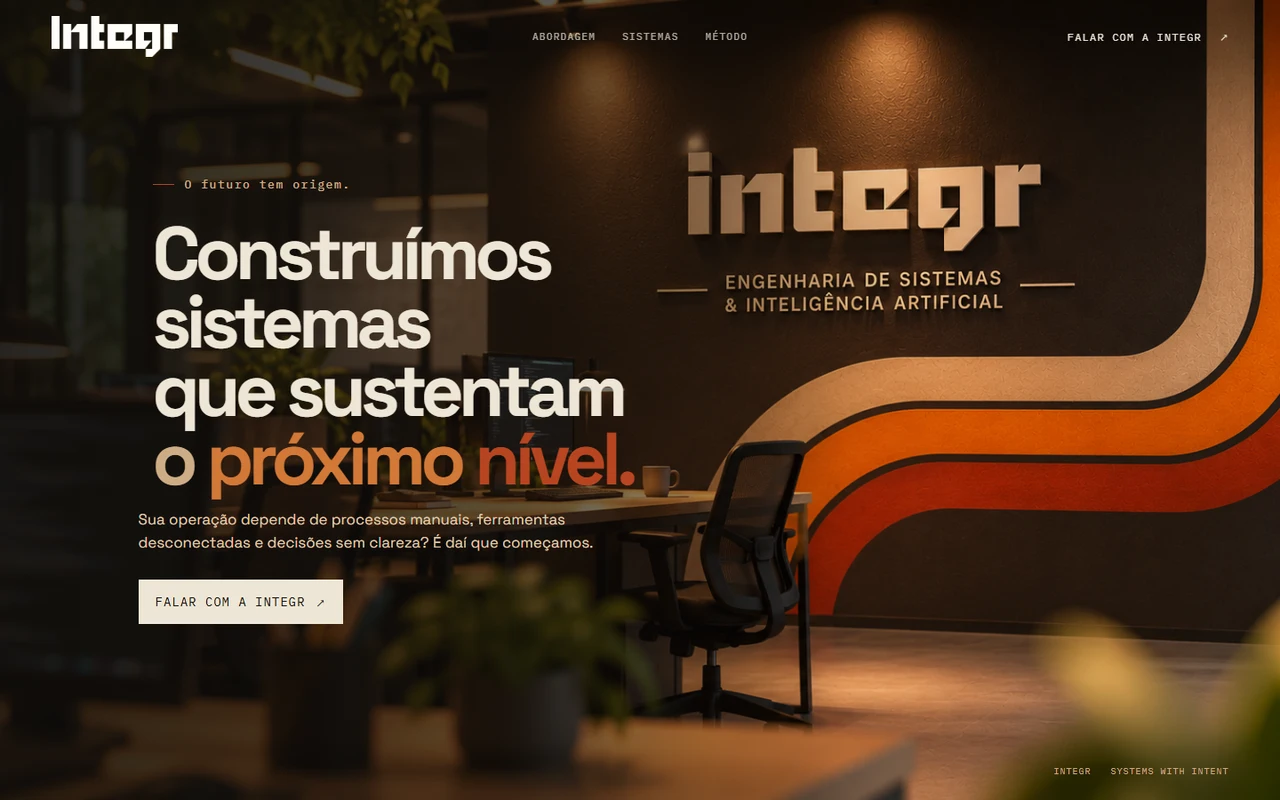 Integr
ABORDAGEM
SISTEMAS
MÉTODO
FALAR COM A INTEGR ↗
integr
ENGENHARIA DE SISTEMAS
& INTELIGÊNCIA ARTIFICIAL
O futuro tem origem.
Construímos
sistemas
que sustentam
o próximo nível.
Sua operação depende de processos manuais, ferramentas
desconectadas e decisões sem clareza? É daí que começamos.
FALAR COM A INTEGR ↗
INTEGR
SYSTEMS WITH INTENT